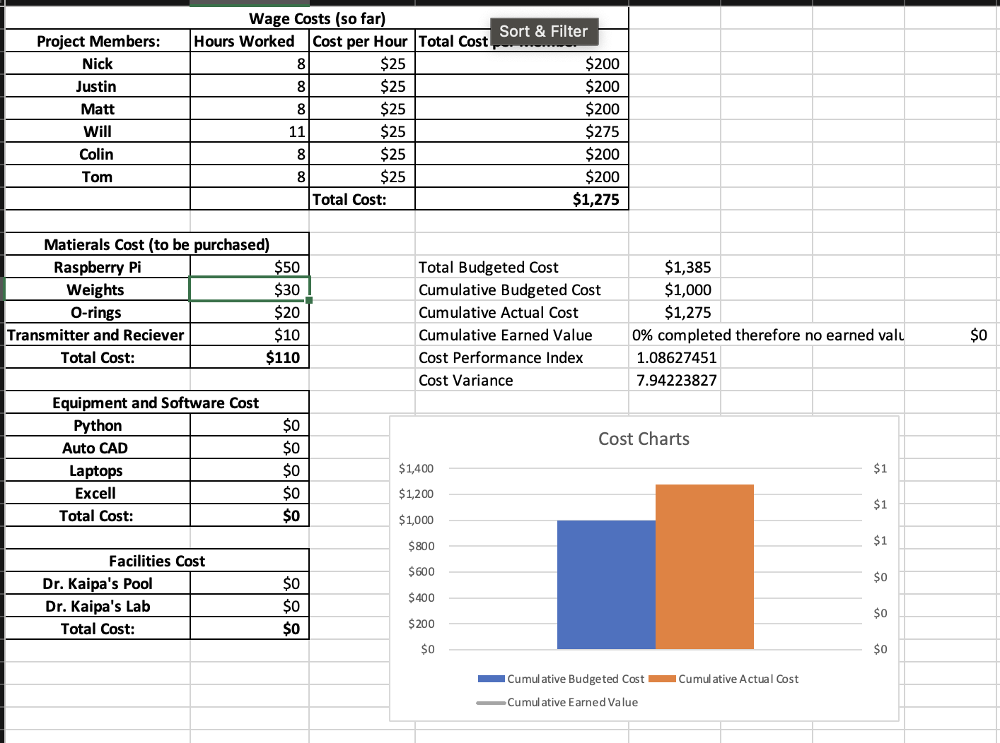 Wage Costs (so far)
Sort & Filter
Project Members: Hours Worked Cost per Hour Total Cost
Nick 8 $25 $200
Justin 8 $25 $200
Matt 8 $25 $200
Will 11 $25 $275
Colin 8 $25 $200
Tom 8 $25 $200
Total Cost: $1,275
Matierals Cost (to be purchased)
Raspberry Pi $50
Weights $30
O-rings $20
Transmitter and Reciever $10
Total Cost: $110
Total Budgeted Cost $1,385
Cumulative Budgeted Cost $1,000
Cumulative Actual Cost $1,275
Cumulative Earned Value 0% completed therefore no earned valu $0
Cost Performance Index 1.08627451
Cost Variance 7.94223827
Equipment and Software Cost
Python $0
Auto CAD $0
Laptops $0
Excell $0
Total Cost: $0
Facilities Cost
Dr. Kaipa's Pool $0
Dr. Kaipa's Lab $0
Total Cost: $0
Cost Charts
$1,400 $1
$1,200
$1
$1,000
$800 $1
$600
$0
$400
$0
$200
$0 $0
Cumulative Budgeted Cost Cumulative Actual Cost
Cumulative Earned Value